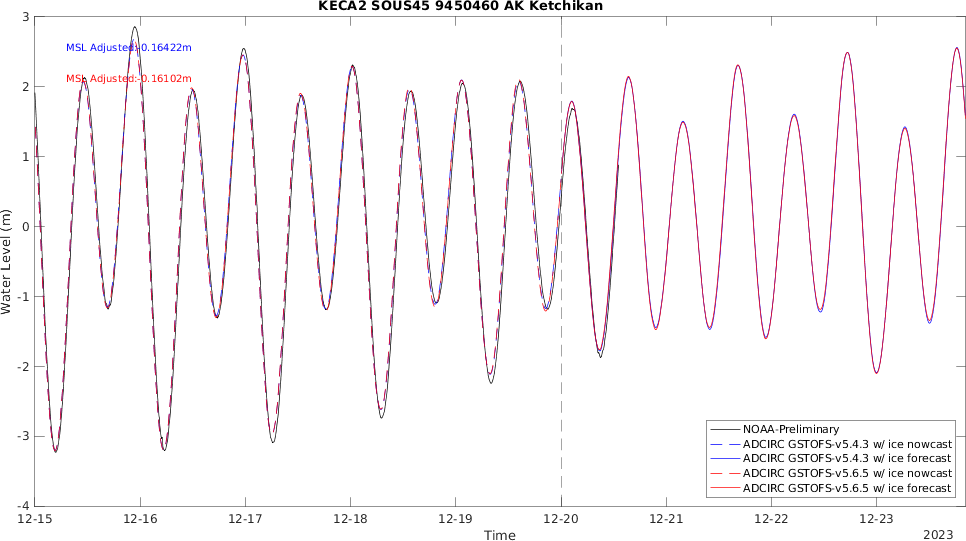 KECA2 SOUS45 9450460 AK Ketchikan
3
MSL Adjusted:-0.16422m
MSL Adjusted:-0.16102m
2
1
0
-1
-2
-3
-4
Water Level (m)
NOAA-Preliminary
ADCIRC GSTOFS-v5.4.3 w/ ice nowcast
ADCIRC GSTOFS-v5.4.3 w/ ice forecast
ADCIRC GSTOFS-v5.6.5 w/ ice nowcast
ADCIRC GSTOFS-v5.6.5 w/ ice forecast
12-15 12-16 12-17 12-18 12-19 12-20 12-21 12-22 12-23
Time
2023